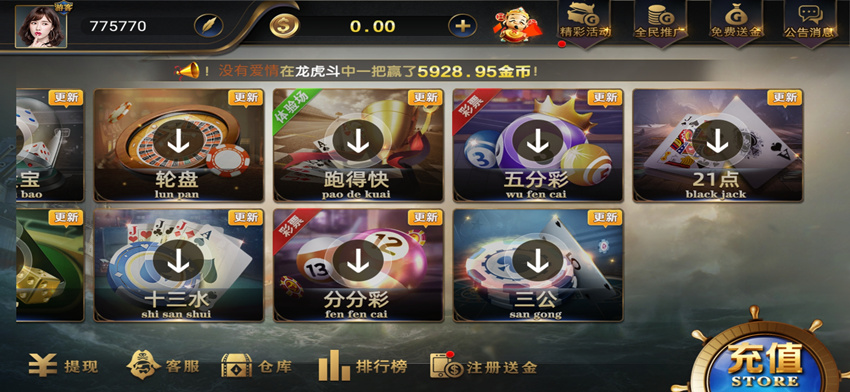 游客
775770
0.00
精彩活动
全民推广
免费送金
公告消息
! 没有爱情在龙虎斗中一把赢了5928.95金币!
更新
宝
bao
更新
轮盘
lun pan
体验场
更新
跑得快
pao de kuai
彩票
更新
五分彩
wu fen cai
更新
21点
black jack
更新
更新
十三水
shi san shui
彩票
更新
分分彩
fen fen cai
更新
三公
san gong
提现
客服
仓库
排行榜
注册送金
充值
STORE